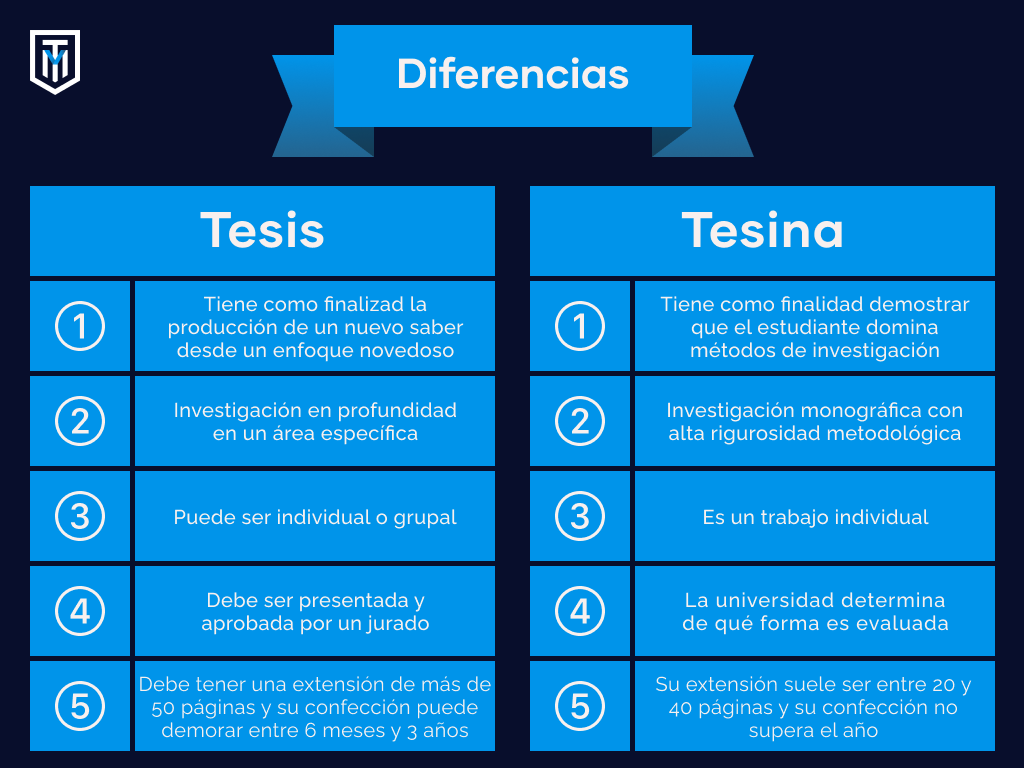 TM
Diferencias
Tesis
1
Tiene como finalizad la
producción de un nuevo saber
desde un enfoque novedoso
2
Investigación en profundidad
en un área específica
3
Puede ser individual o grupal
4
Debe ser presentada y
aprobada por un jurado
5
Debe tener una extensión de más de
50 páginas y su confección puede
demorar entre 6 meses y 3 años
Tesina
1
Tiene como finalidad demostrar
que el estudiante domina
métodos de investigación
2
Investigación monográfica con
alta rigurosidad metodológica
3
Es un trabajo individual
4
La universidad determina
de qué forma es evaluada
5
Su extensión suele ser entre 20 y
40 páginas y su confección no
supera el año